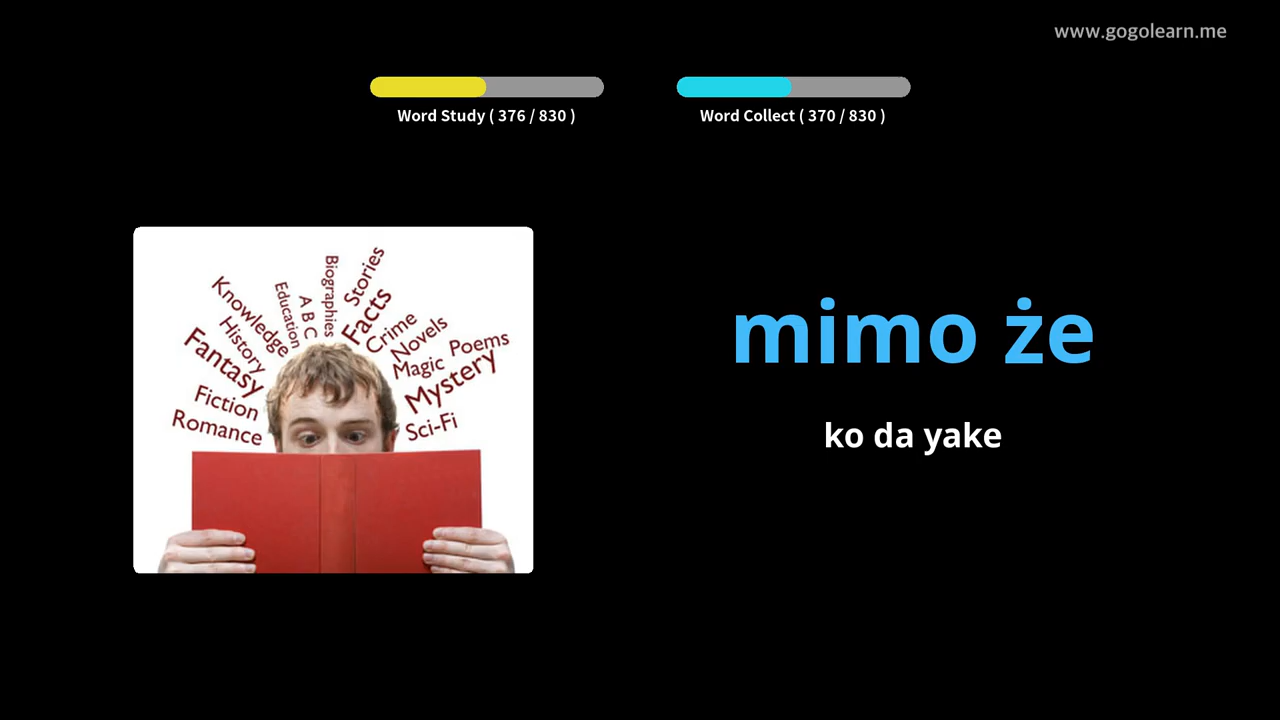 www.gogolearn.me
Word Study ( 376 / 830 )
Word Collect ( 370 / 830 )
Knowledge
History
Fantasy
Fiction
Romance
Education
A B C
Biographies
Stories
Facts
Crime
Novels
Magic
Poems
Mystery
Sci-Fi
mimo że
ko da yake